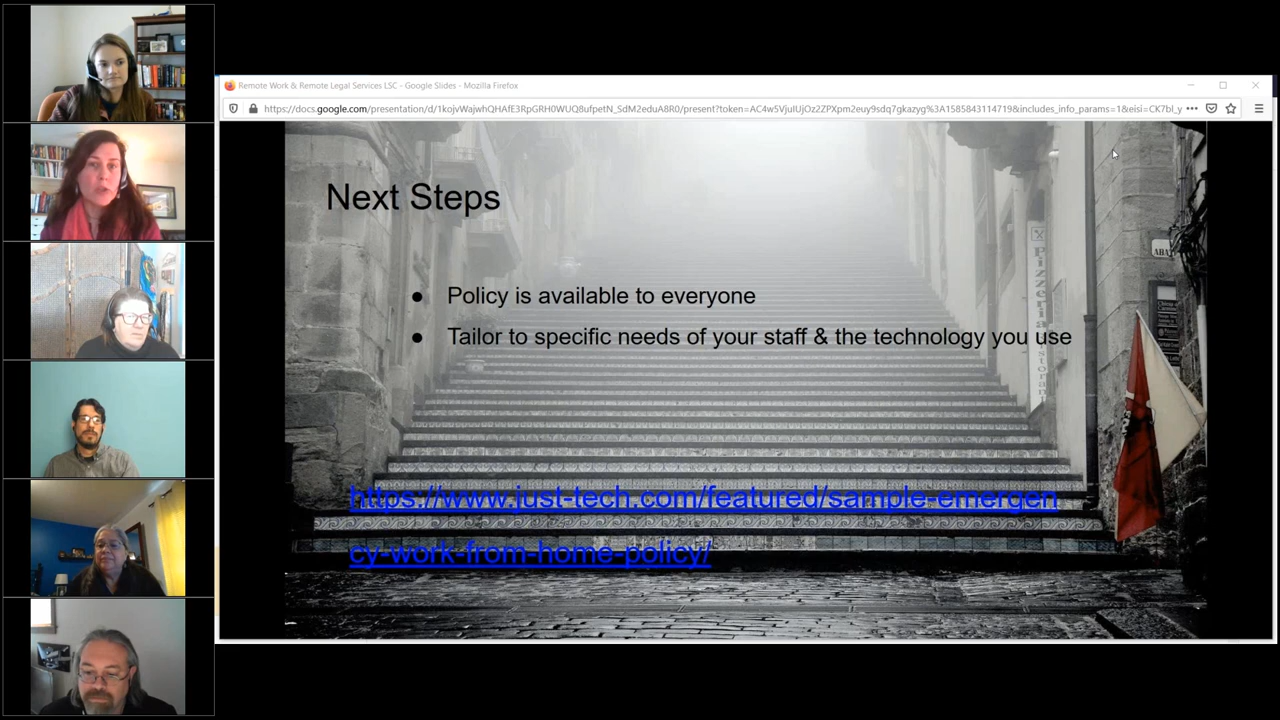 Remote Work & Remote Legal Services LSC - Google Slides - Mozilla Firefox
Next Steps
● Policy is available to everyone
● Tailor to specific needs of your staff & the technology you use
https://www.just-tech.com/featured/sample-emergen
cy-work-from-home-policy/
Pizzeria